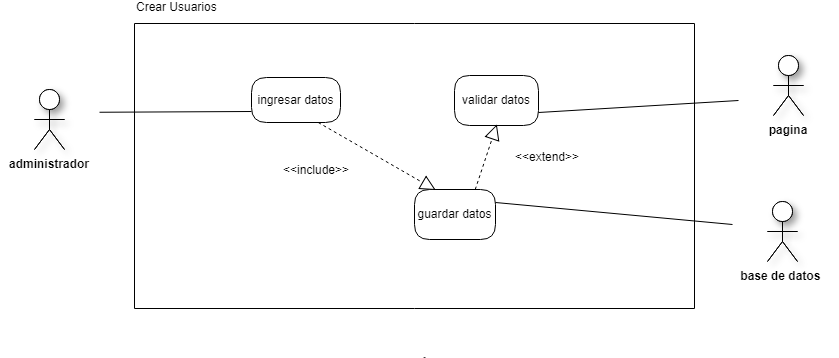 Crear Usuarios
ingresar datos
validar datos
pagina
administrador
<<include>>
<<extend>>
guardar datos
base de datos